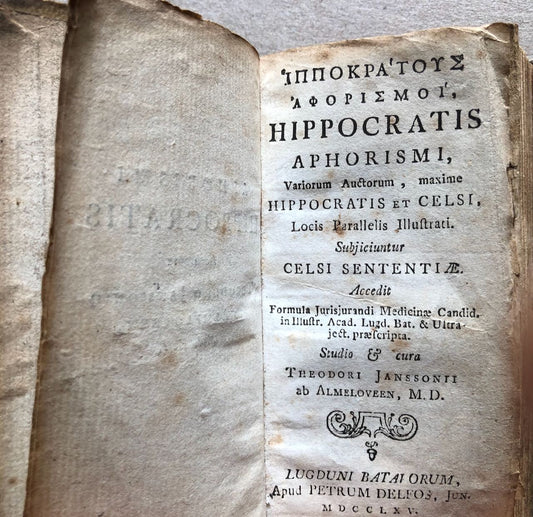 ἹΠΠΟΚΡΑ΄ΤΟΥΣ
ἈΦΟΡΙΣΜΟΊ,
HIPPOCRATIS
APHORISMI,
Variorum Auctorum, maxime
HIPPOCRATIS ET CELSI,
Locis Parallelis Illuſtrati.
Subjiciuntur
CELSI SENTENTIÆ.
Accedit
Formula Jurisjurandi Medicinæ Candid.
in Illuſtr. Acad. Lugd. Bat. & Ultra-
ject. præſcripta.
Studio & cura
THEODORI JANSSONII
ab ALMELOVEEN, M.D.
LUGDUNI BATAVORUM,
Apud PETRUM DELFOS, JUN.
MDCCLXV.